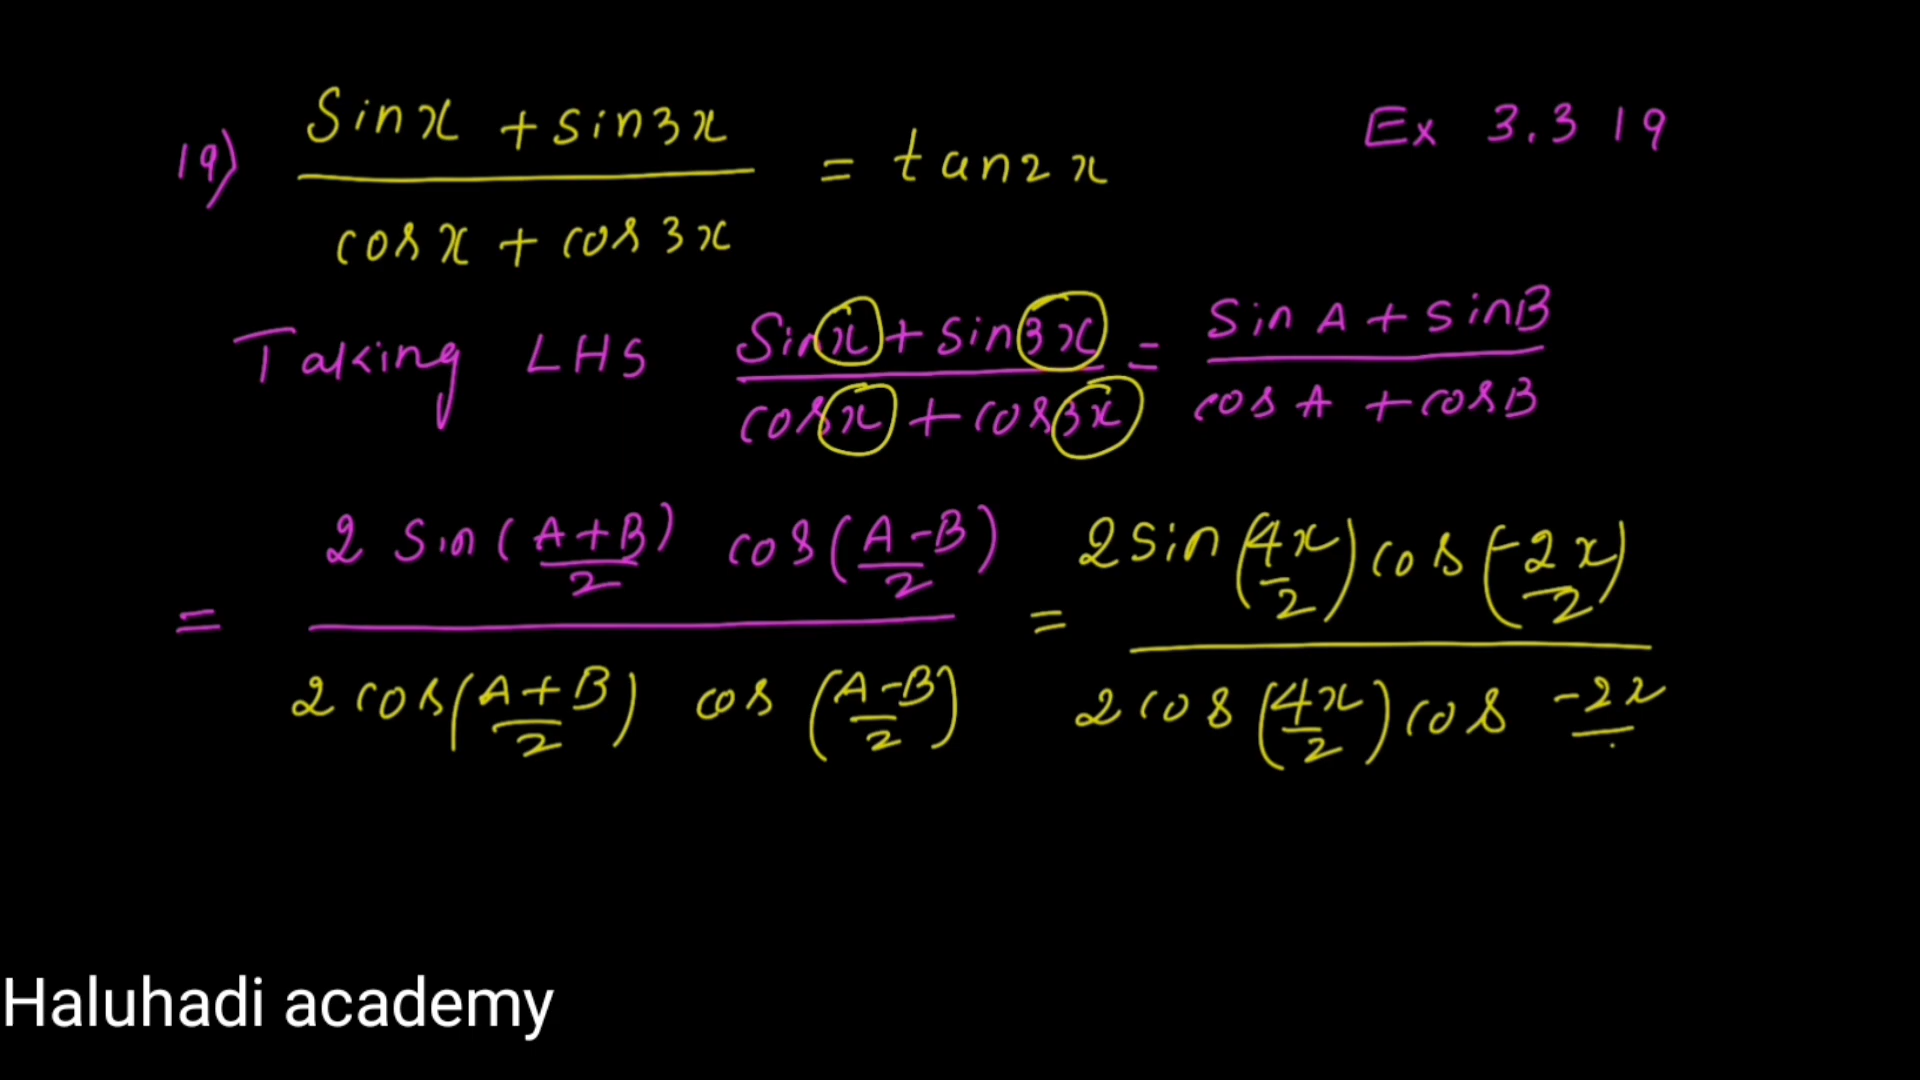 19) (Sin x + sin 3x)/(cos x + cos 3x) = tan 2x
Ex 3.3 19
Taking LHS (Sin x + sin 3x)/(cos x + cos 3x) = (Sin A + sin B)/(cos A + cos B)
= (2 Sin((A+B)/2) cos((A-B)/2))/(2 cos((A+B)/2) cos((A-B)/2)) = (2 sin(4x/2) cos(-2x/2))/(2 cos(4x/2) cos -2x/)
Haluhadi academy